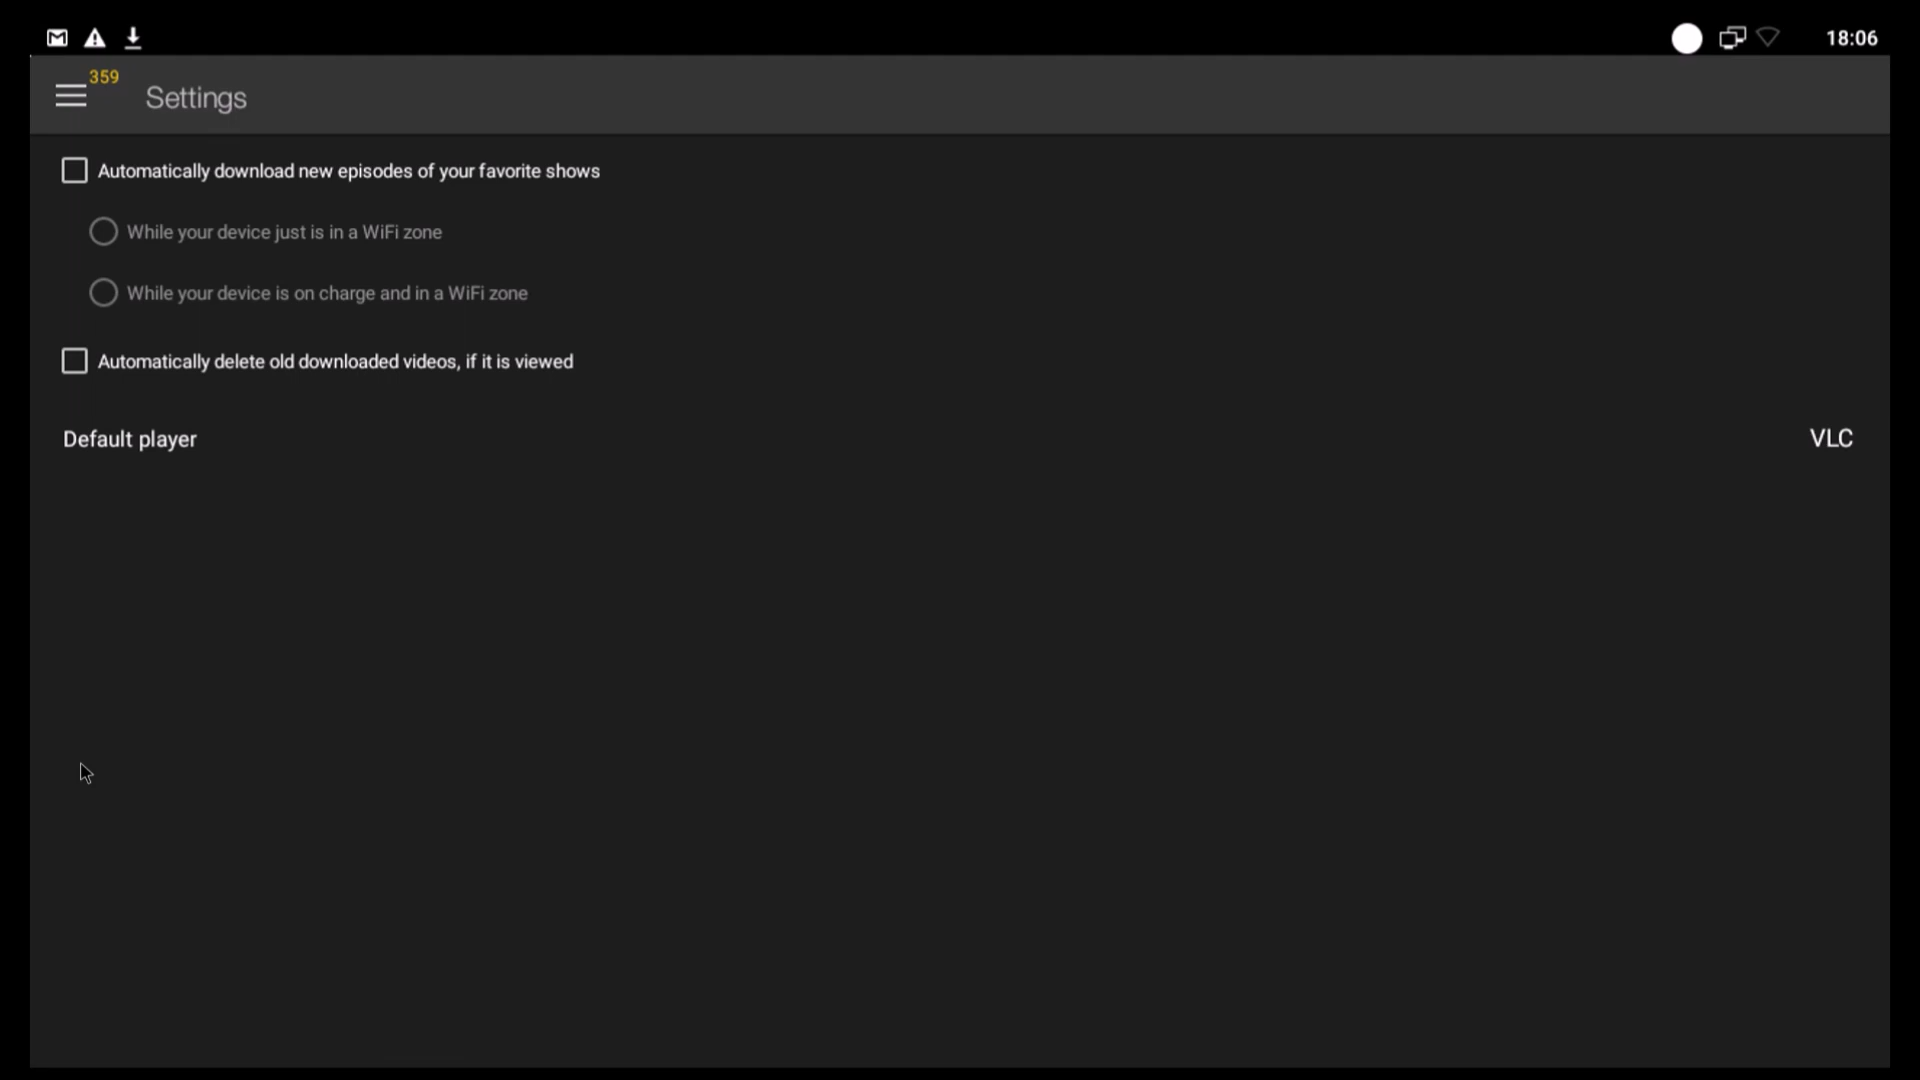 18:06
359
Settings
Automatically download new episodes of your favorite shows
While your device just is in a WiFi zone
While your device is on charge and in a WiFi zone
Automatically delete old downloaded videos, if it is viewed
Default player VLC